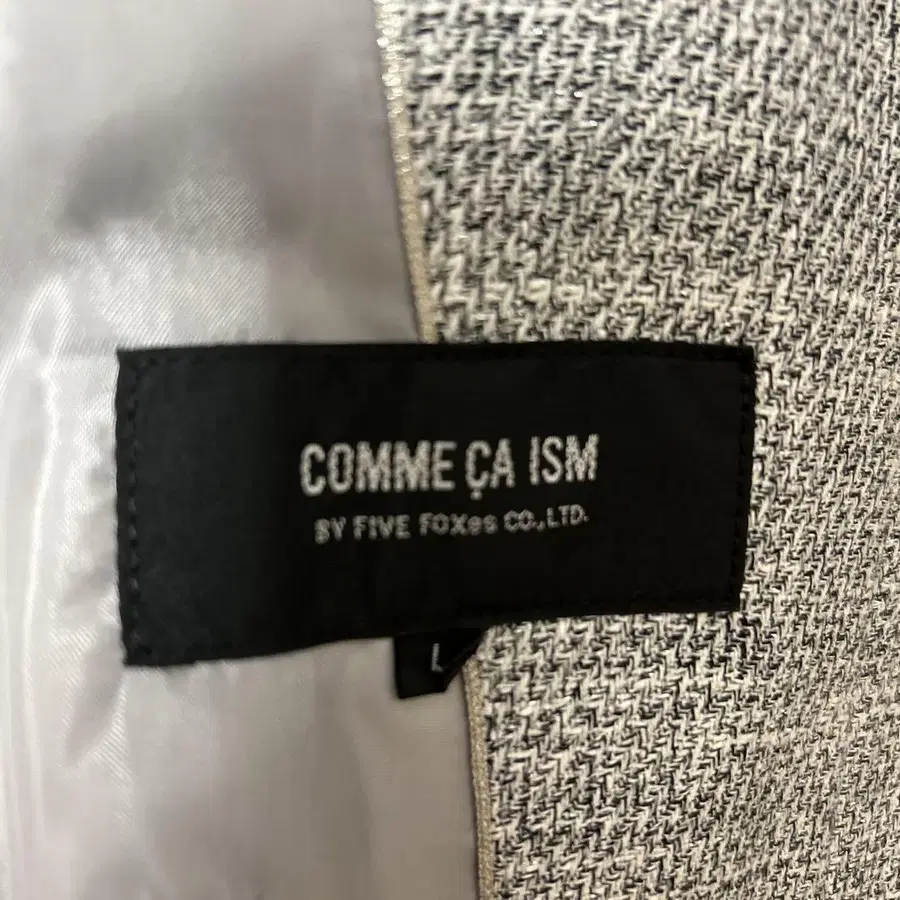 COMME ÇA ISM
BY FIVE FOXes CO.,LTD.
L